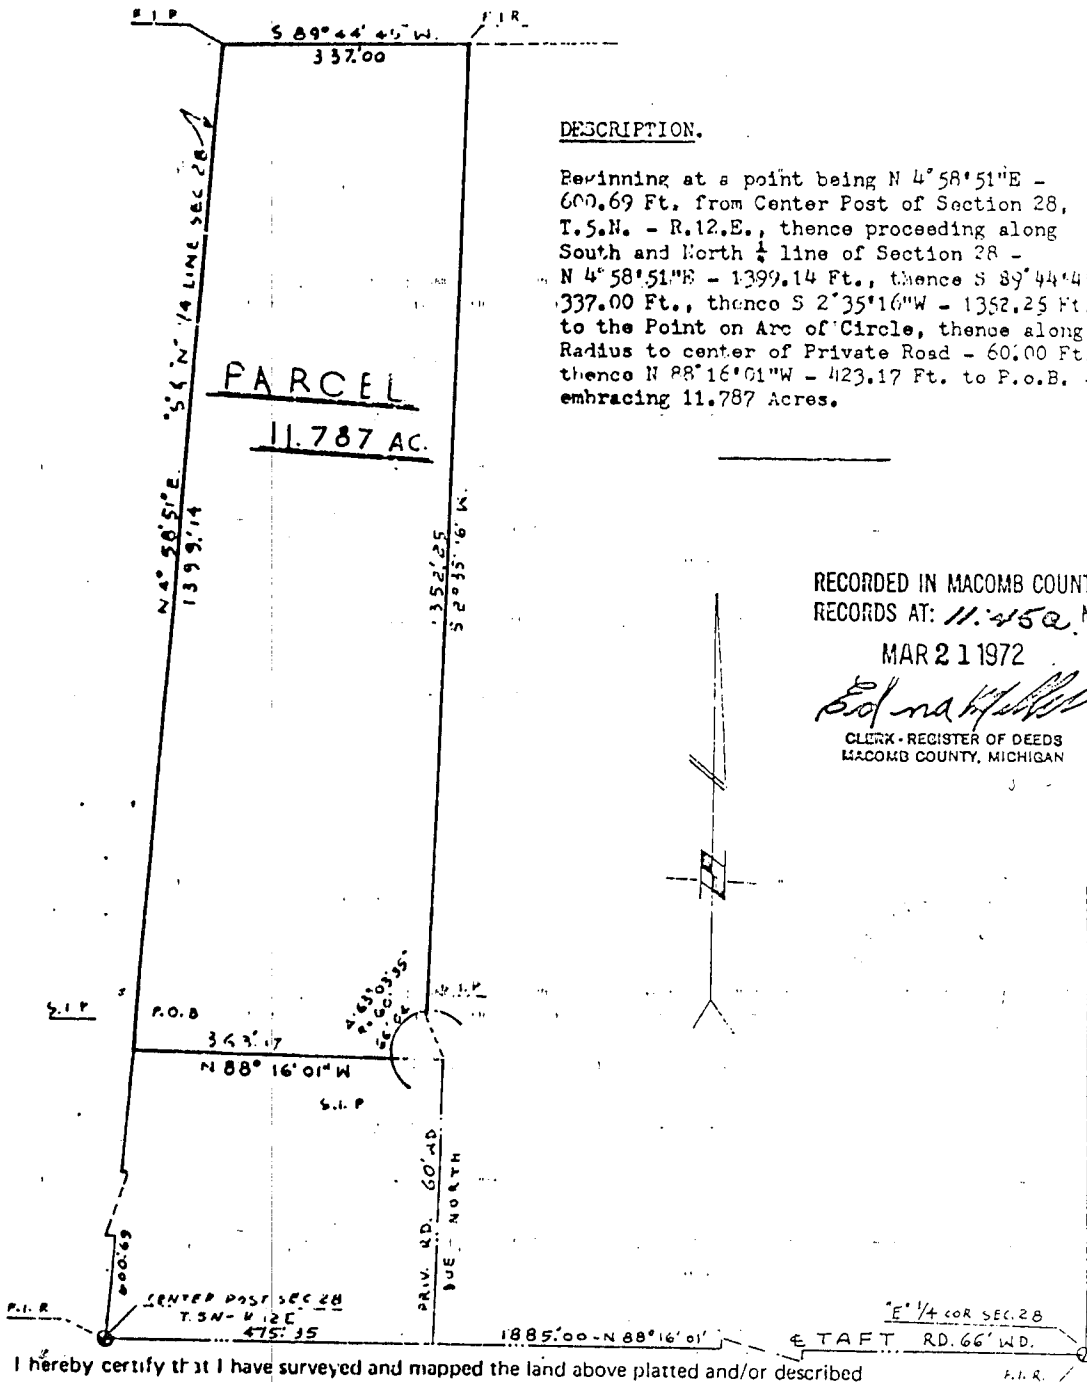 F I P
F I R
S 89° 44' 45" W.
337.00
DESCRIPTION.
Beginning at a point being N 4°58'51"E -
600.69 Ft. from Center Post of Section 28,
T.5.N. - R.12.E., thence proceeding along
South and North ¼ line of Section 28 -
N 4°58'51"E - 1399.14 Ft., thence S 89°44'4
337.00 Ft., thence S 2°35'16"W - 1352.25 Ft
to the Point on Arc of Circle, thence along
Radius to center of Private Road - 60.00 Ft
thence N 88°16'01"W - 423.17 Ft. to P.o.B.
embracing 11.787 Acres.
"S & N" 1/4 LINE SEC 28
PARCEL
11.787 AC.
N 4° 58' 51" E.
1399.14
1352.25
S 2° 35' 16" W.
RECORDED IN MACOMB COUNT
RECORDS AT: 11:45 a. M
MAR 21 1972
Edna Miller
CLERK - REGISTER OF DEEDS
MACOMB COUNTY, MICHIGAN
S.I.P
P.O.B
S.I.P
363.17
N 88° 16' 01" W
S.I.P
PRIV. RD. 60' WD
DUE - NORTH
600.69
F.I.R
CENTER POST SEC 28
T. 5N - R 12 E
475.35
1885.00 - N 88° 16' 01"
"E" 1/4 COR SEC. 28
℄ TAFT RD. 66' WD.
F.I.R.
I hereby certify that I have surveyed and mapped the land above platted and/or described